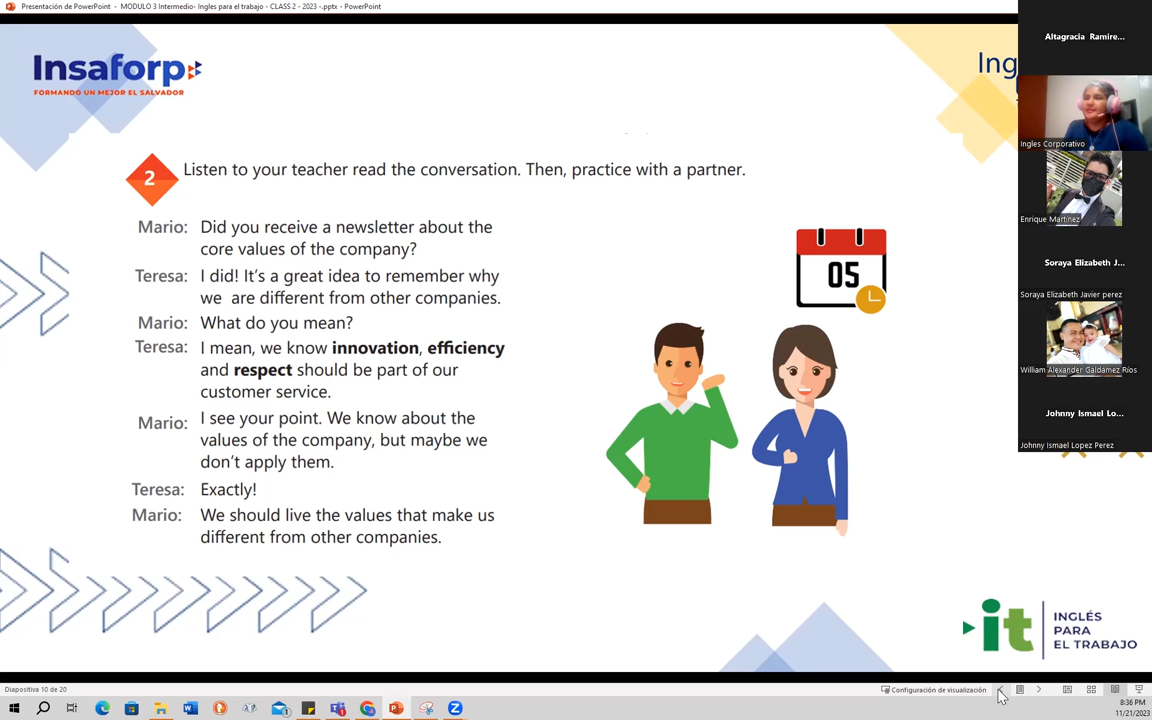 Presentación de PowerPoint - MODULO 3 Intermedio- Ingles para el trabajo - CLASS 2 - 2023 -.pptx - PowerPoint
Insaforp
FORMANDO UN MEJOR EL SALVADOR
Ing
2
Listen to your teacher read the conversation. Then, practice with a partner.
Mario: Did you receive a newsletter about the
core values of the company?
Teresa: I did! It's a great idea to remember why
we are different from other companies.
Mario: What do you mean?
Teresa: I mean, we know innovation, efficiency
and respect should be part of our
customer service.
Mario: I see your point. We know about the
values of the company, but maybe we
don't apply them.
Teresa: Exactly!
Mario: We should live the values that make us
different from other companies.
05
Altagracia Ramire...
Ingles Corporativo
Enrique Martinez
Soraya Elizabeth J...
Soraya Elizabeth Javier perez
William Alexander Galdamez Ríos
Johnny Ismael Lo...
Johnny Ismael Lopez Perez
it
INGLÉS
PARA
EL TRABAJO
Diapositiva 10 de 20
Configuración de visualización
8:36 PM
11/21/2023